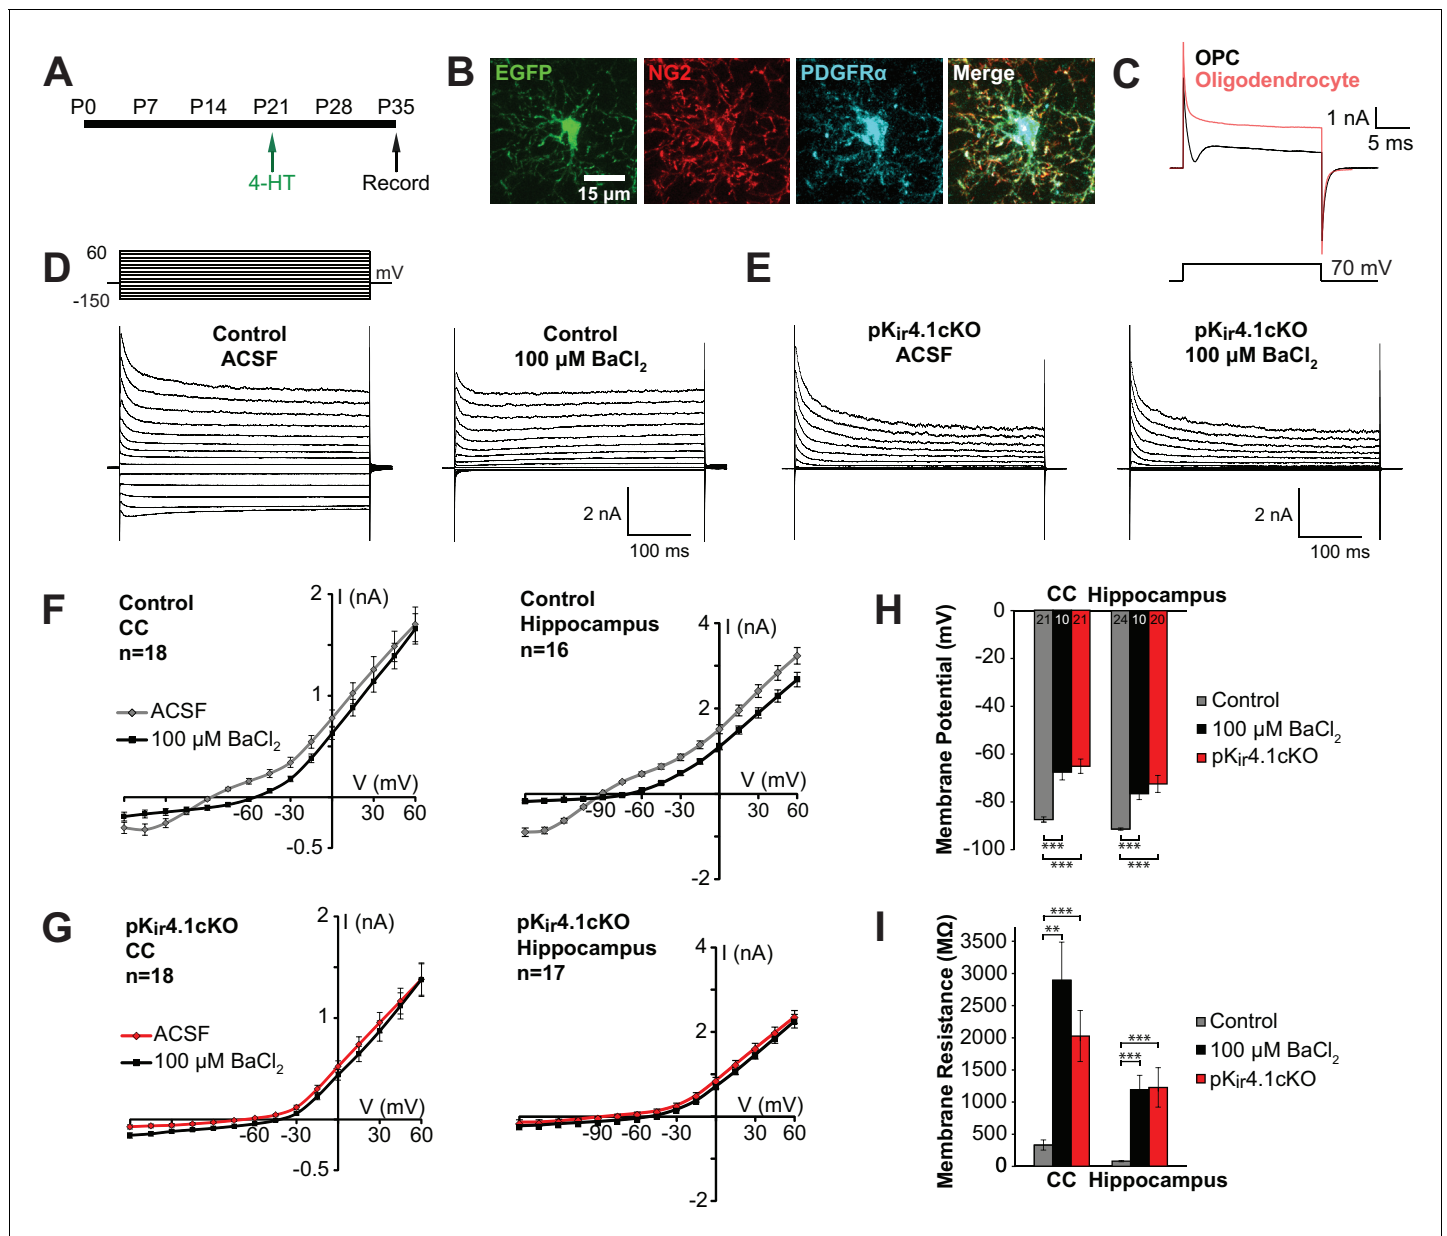 A
P0 P7 P14 P21 P28 P35
4-HT
Record
B
EGFP
15 µm
NG2
PDGFRα
Merge
C
OPC
Oligodendrocyte
1 nA
5 ms
70 mV
D
60
-150
mV
Control
ACSF
Control
100 µM BaCl2
2 nA
100 ms
E
pKir4.1cKO
ACSF
pKir4.1cKO
100 µM BaCl2
2 nA
100 ms
F
Control
CC
n=18
ACSF
100 µM BaCl2
2
I (nA)
1
V (mV)
-60 -30 30 60
-0.5
Control
Hippocampus
n=16
4
I (nA)
2
V (mV)
-90 -60 -30 30 60
-2
G
pKir4.1cKO
CC
n=18
ACSF
100 µM BaCl2
2
I (nA)
1
V (mV)
-60 -30 30 60
-0.5
pKir4.1cKO
Hippocampus
n=17
4
I (nA)
2
V (mV)
-90 -60 -30 30 60
-2
H
CC Hippocampus
Membrane Potential (mV)
0
-20
-40
-60
-80
-100
21 10 21 24 10 20
*** ***
*** ***
Control
100 µM BaCl2
pKir4.1cKO
I
Membrane Resistance (MΩ)
3500
3000
2500
2000
1500
1000
500
0
***
**
***
***
CC Hippocampus
Control
100 µM BaCl2
pKir4.1cKO